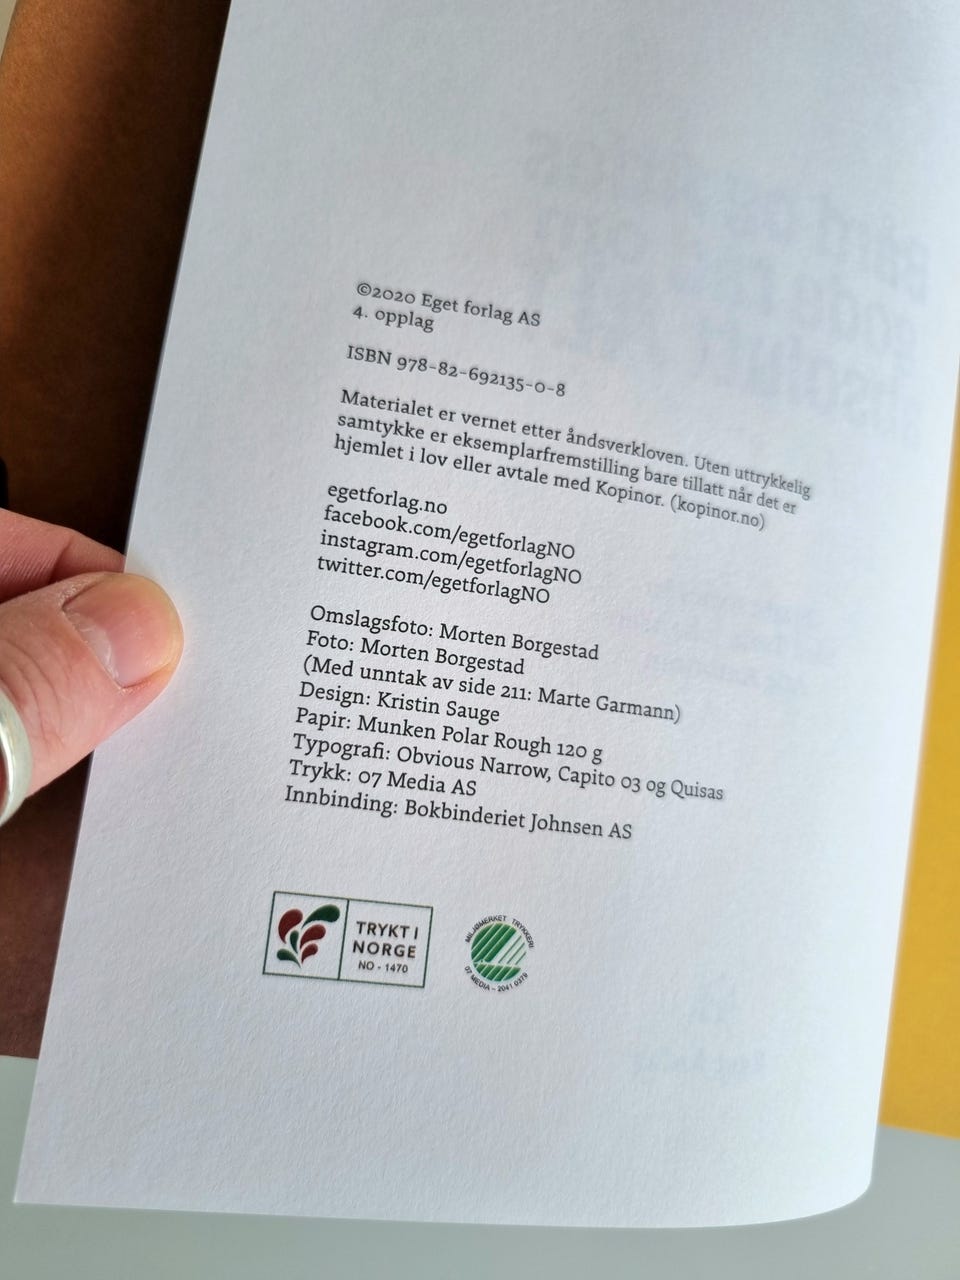 ©2020 Eget forlag AS
4. opplag
ISBN 978-82-692135-0-8
Materialet er vernet etter åndsverkloven. Uten uttrykkelig
samtykke er eksemplarfremstilling bare tillatt når det er
hjemlet i lov eller avtale med Kopinor. (kopinor.no)
egetforlag.no
facebook.com/egetforlagNO
instagram.com/egetforlagNO
twitter.com/egetforlagNO
Omslagsfoto: Morten Borgestad
Foto: Morten Borgestad
(Med unntak av side 211: Marte Garmann)
Design: Kristin Sauge
Papir: Munken Polar Rough 120 g
Typografi: Obvious Narrow, Capito 03 og Quisas
Trykk: 07 Media AS
Innbinding: Bokbinderiet Johnsen AS
TRYKT I
NORGE
NO - 1470
MILJØMERKET TRYKKERI
07 MEDIA – 2041 0379